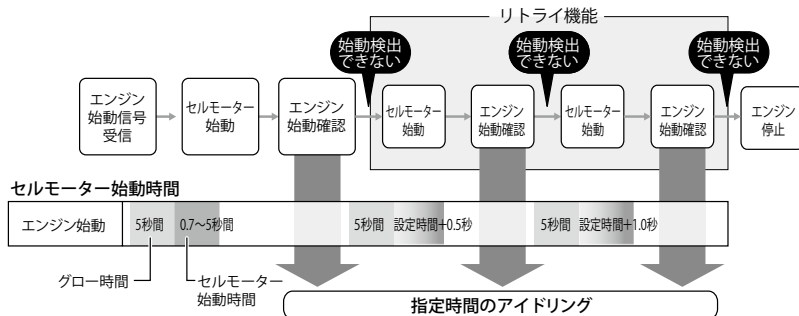 リトライ機能
始動検出
できない
始動検出
できない
始動検出
できない
エンジン
始動信号
受信
セルモーター
始動
エンジン
始動確認
セルモーター
始動
エンジン
始動確認
セルモーター
始動
エンジン
始動確認
エンジン
停止
セルモーター始動時間
エンジン始動
5秒間
0.7〜5秒間
5秒間
設定時間+0.5秒
5秒間
設定時間+1.0秒
グロー時間
セルモーター
始動時間
指定時間のアイドリング